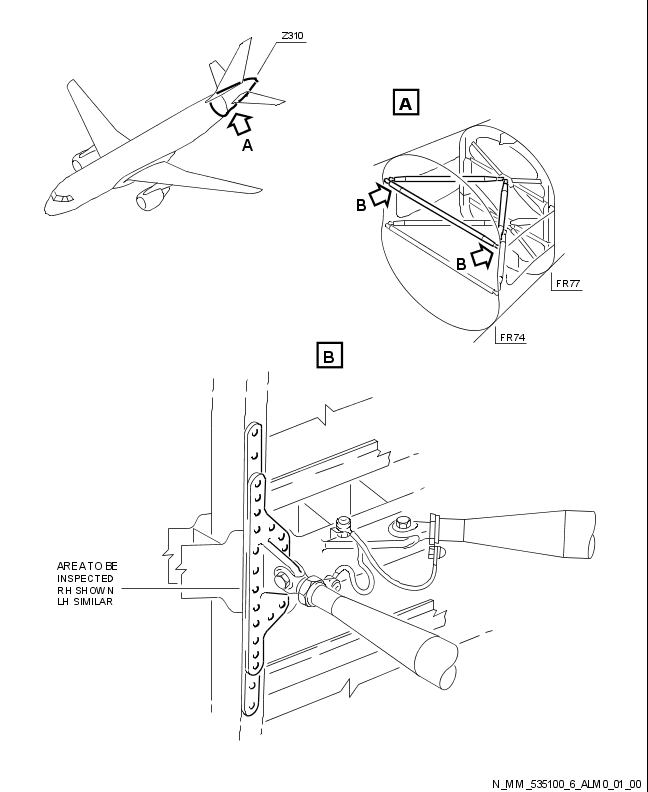 Z310
A
A
B
B
FR77
FR74
B
AREA TO BE
INSPECTED
RH SHOWN
LH SIMILAR
N_MM_535100_6_ALM0_01_00